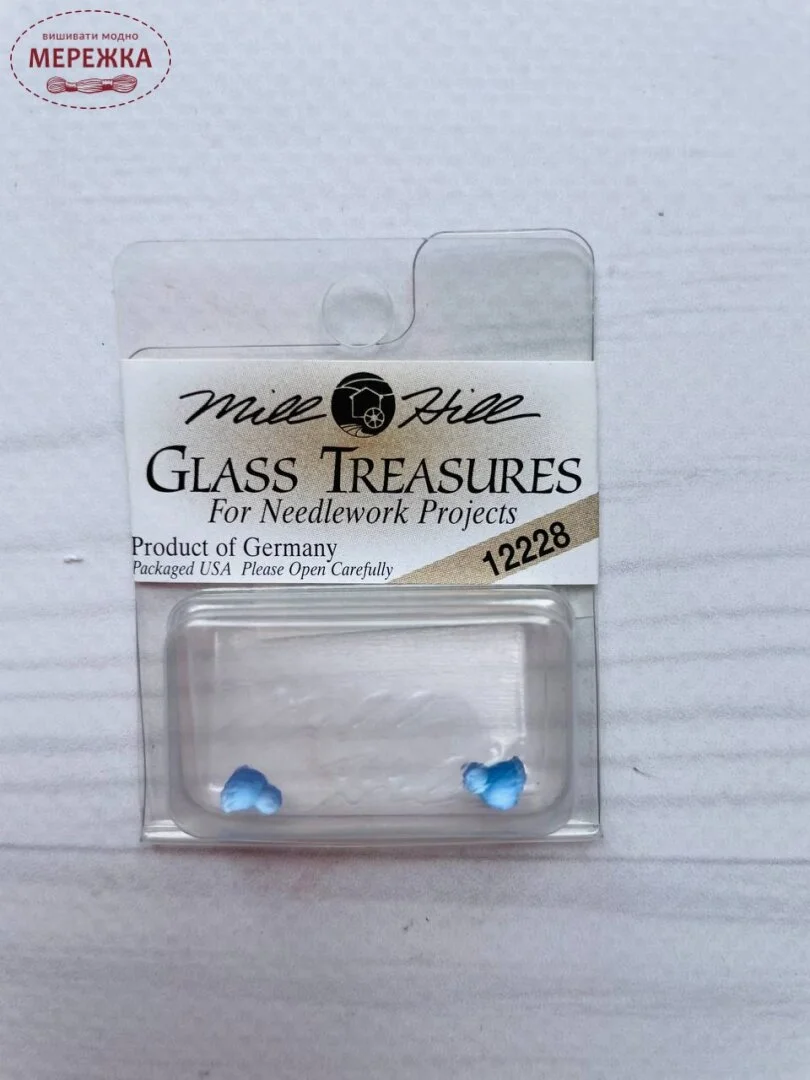 вишивати модно
МЕРЕЖКА
Mill Hill
GLASS TREASURES
For Needlework Projects
Product of Germany
Packaged USA Please Open Carefully
12228